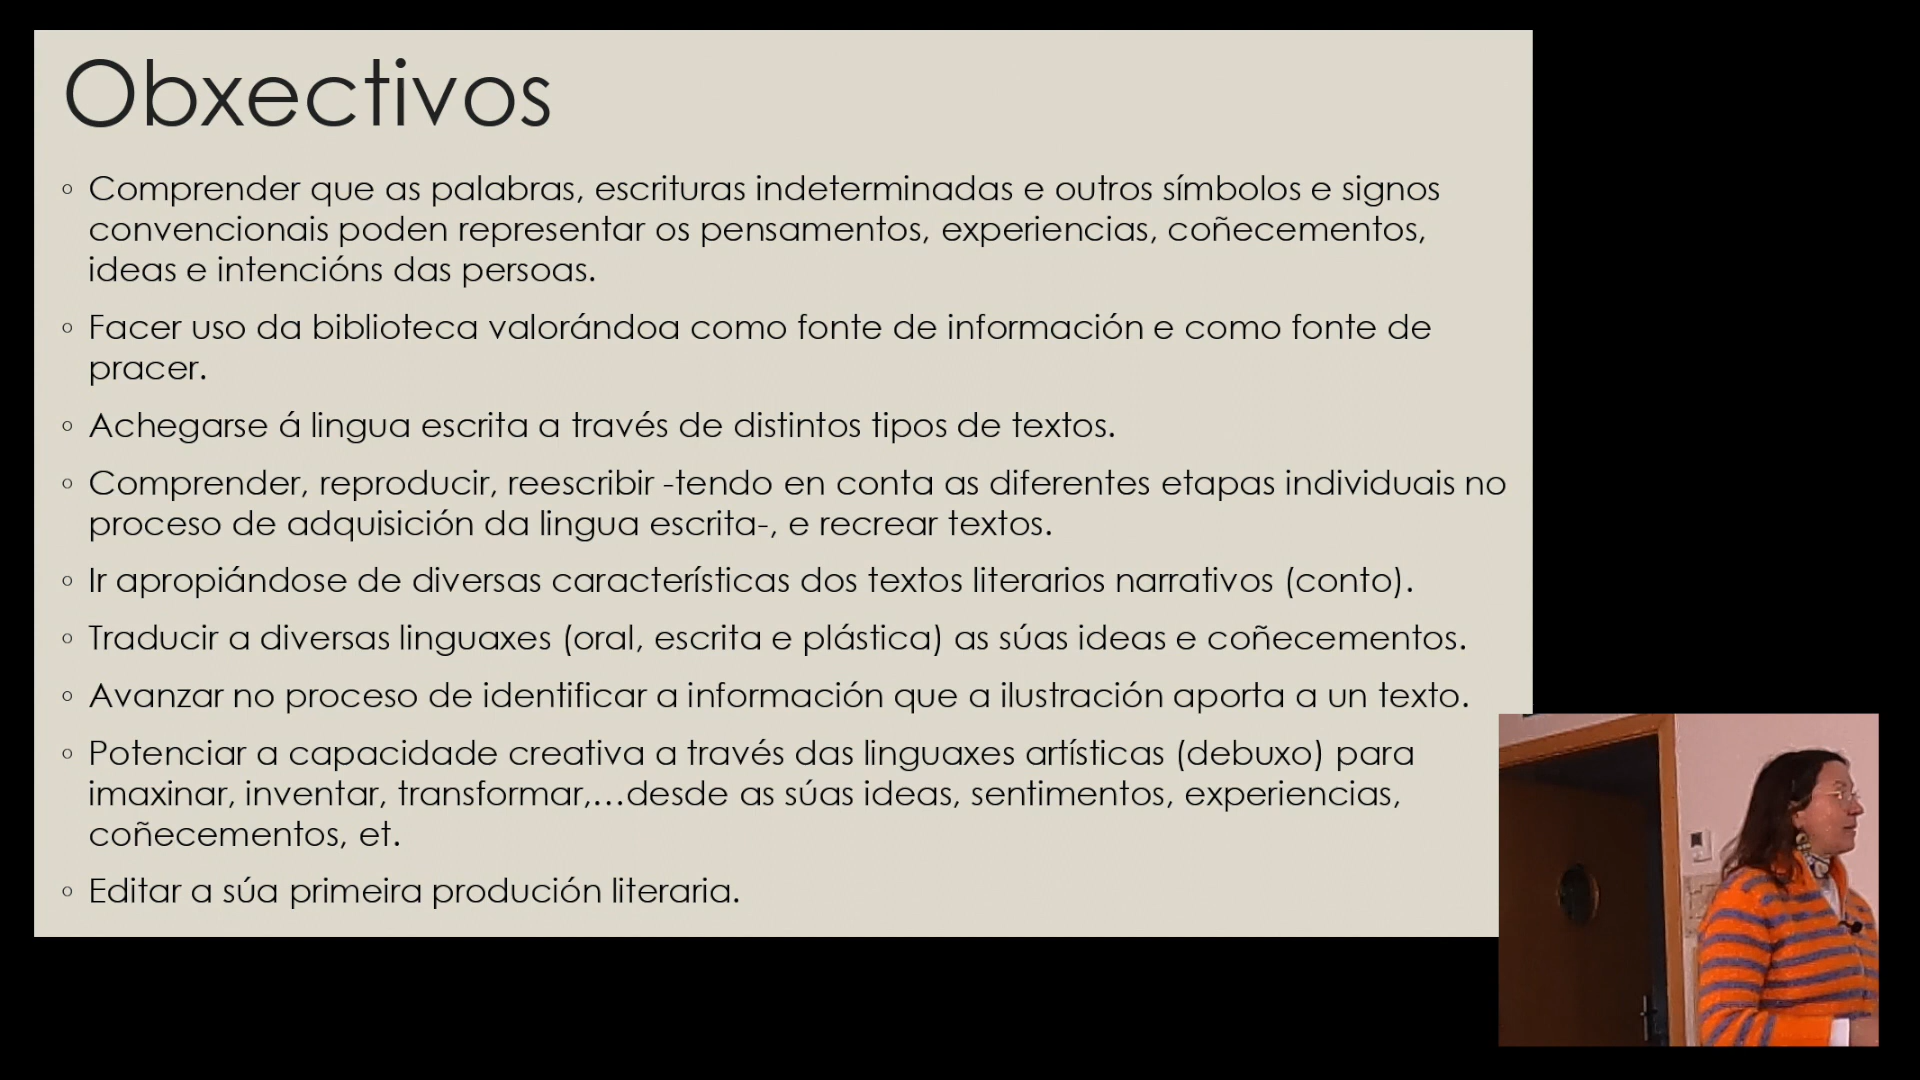 Obxectivos
◦ Comprender que as palabras, escrituras indeterminadas e outros símbolos e signos
convencionais poden representar os pensamentos, experiencias, coñecementos,
ideas e intencións das persoas.
◦ Facer uso da biblioteca valorándoa como fonte de información e como fonte de
pracer.
◦ Achegarse á lingua escrita a través de distintos tipos de textos.
◦ Comprender, reproducir, reescribir -tendo en conta as diferentes etapas individuais no
proceso de adquisición da lingua escrita-, e recrear textos.
◦ Ir apropiándose de diversas características dos textos literarios narrativos (conto).
◦ Traducir a diversas linguaxes (oral, escrita e plástica) as súas ideas e coñecementos.
◦ Avanzar no proceso de identificar a información que a ilustración aporta a un texto.
◦ Potenciar a capacidade creativa a través das linguaxes artísticas (debuxo) para
imaxinar, inventar, transformar,…desde as súas ideas, sentimentos, experiencias,
coñecementos, et.
◦ Editar a súa primeira produción literaria.